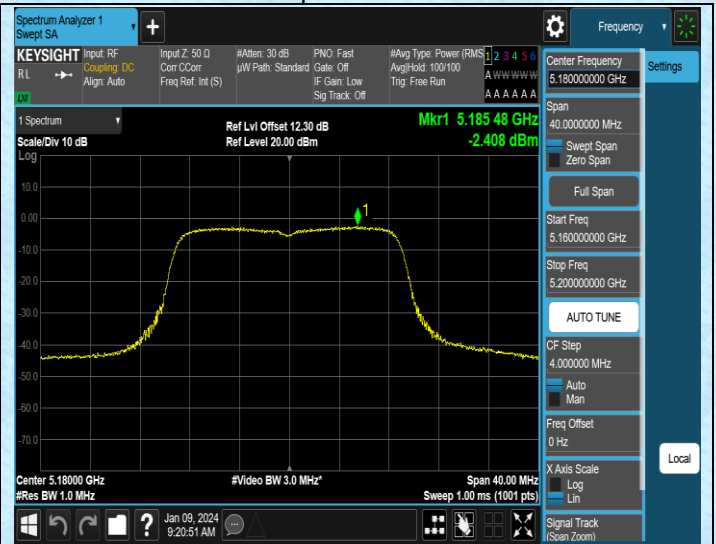 Spectrum Analyzer 1
Swept SA
+
Frequency
KEYSIGHT
RL
LXI
Input: RF
Coupling: DC
Align: Auto
Input Z: 50 Ω
Corr CCorr
Freq Ref: Int (S)
#Atten: 30 dB
µW Path: Standard
PNO: Fast
Gate: Off
IF Gain: Low
Sig Track: Off
#Avg Type: Power (RMS
Avg|Hold: 100/100
Trig: Free Run
1 2 3 4 5 6
A W W W W W
A A A A A A
1 Spectrum
Scale/Div 10 dB
Log
Ref Lvl Offset 12.30 dB
Ref Level 20.00 dBm
Mkr1 5.185 48 GHz
-2.408 dBm
1
10.0
0.00
-10.0
-20.0
-30.0
-40.0
-50.0
-60.0
-70.0
Center 5.18000 GHz
#Res BW 1.0 MHz
#Video BW 3.0 MHz*
Span 40.00 MHz
Sweep 1.00 ms (1001 pts)
?
Jan 09, 2024
9:20:51 AM
Center Frequency
5.180000000 GHz
Span
40.0000000 MHz
Swept Span
Zero Span
Full Span
Start Freq
5.160000000 GHz
Stop Freq
5.200000000 GHz
AUTO TUNE
CF Step
4.000000 MHz
Auto
Man
Freq Offset
0 Hz
X Axis Scale
Log
Lin
Signal Track
(Span Zoom)
Settings
Local